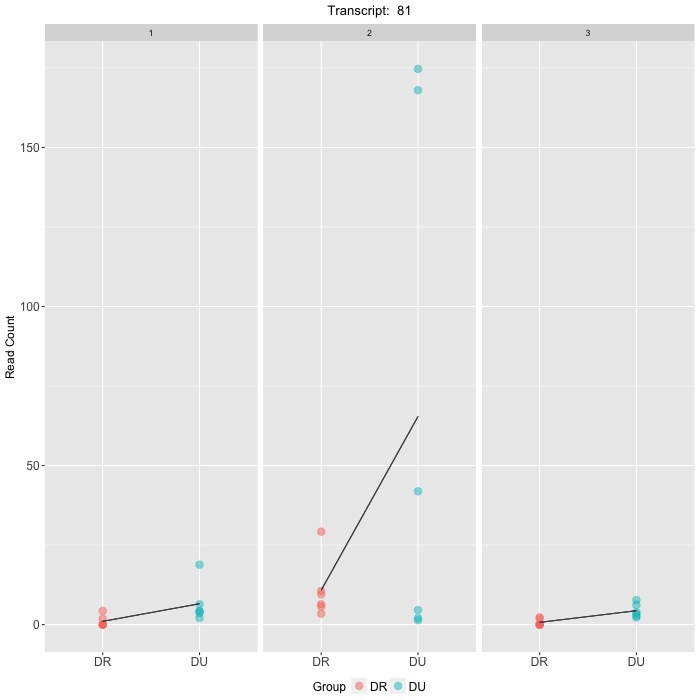 Transcript:  81
1 2 3
Read Count
150
100
50
0
DR DU DR DU DR DU
Group DR DU